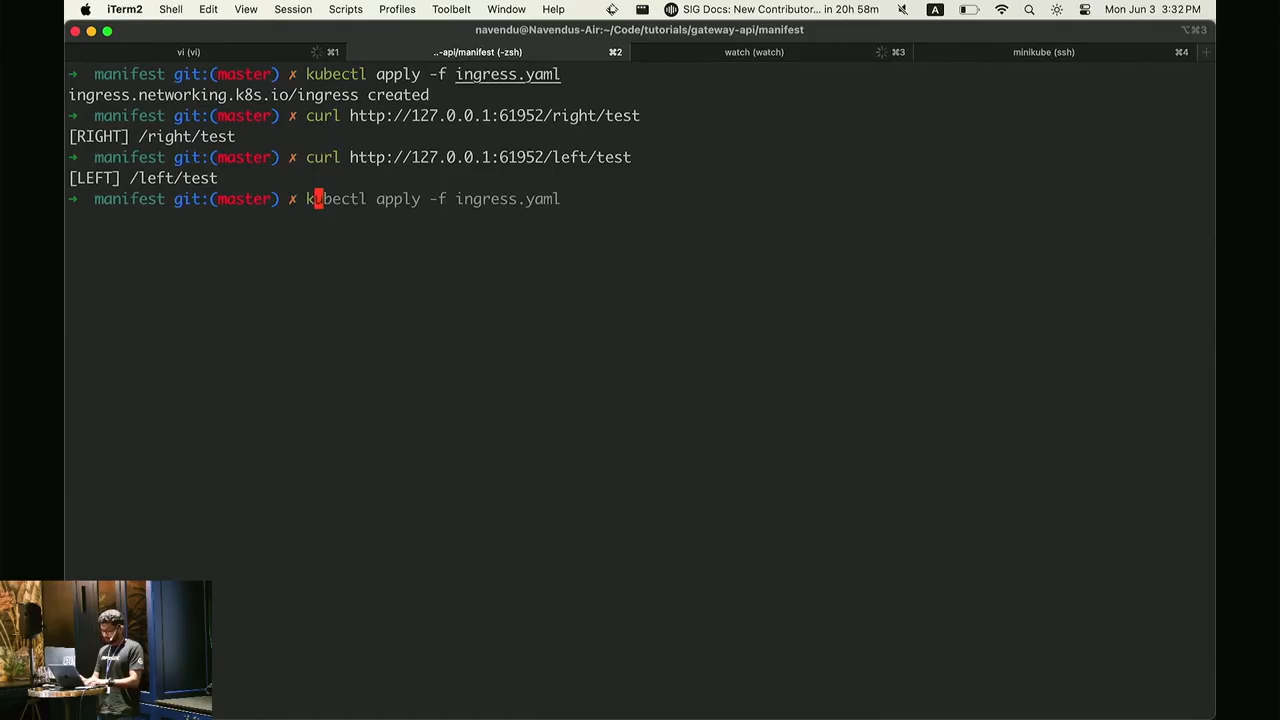 iTerm2 Shell Edit View Session Scripts Profiles Toolbelt Window Help SIG Docs: New Contributor... in 20h 58m A Mon Jun 3 3:32 PM
navendu@Navendus-Air:~/Code/tutorials/gateway-api/manifest ⌥⌘3
vi (vi) ⌘1 ..-api/manifest (-zsh) ⌘2 watch (watch) ⌘3 minikube (ssh) ⌘4 +
→ manifest git:(master) ✗ kubectl apply -f ingress.yaml
ingress.networking.k8s.io/ingress created
→ manifest git:(master) ✗ curl http://127.0.0.1:61952/right/test
[RIGHT] /right/test
→ manifest git:(master) ✗ curl http://127.0.0.1:61952/left/test
[LEFT] /left/test
→ manifest git:(master) ✗ kubectl apply -f ingress.yaml